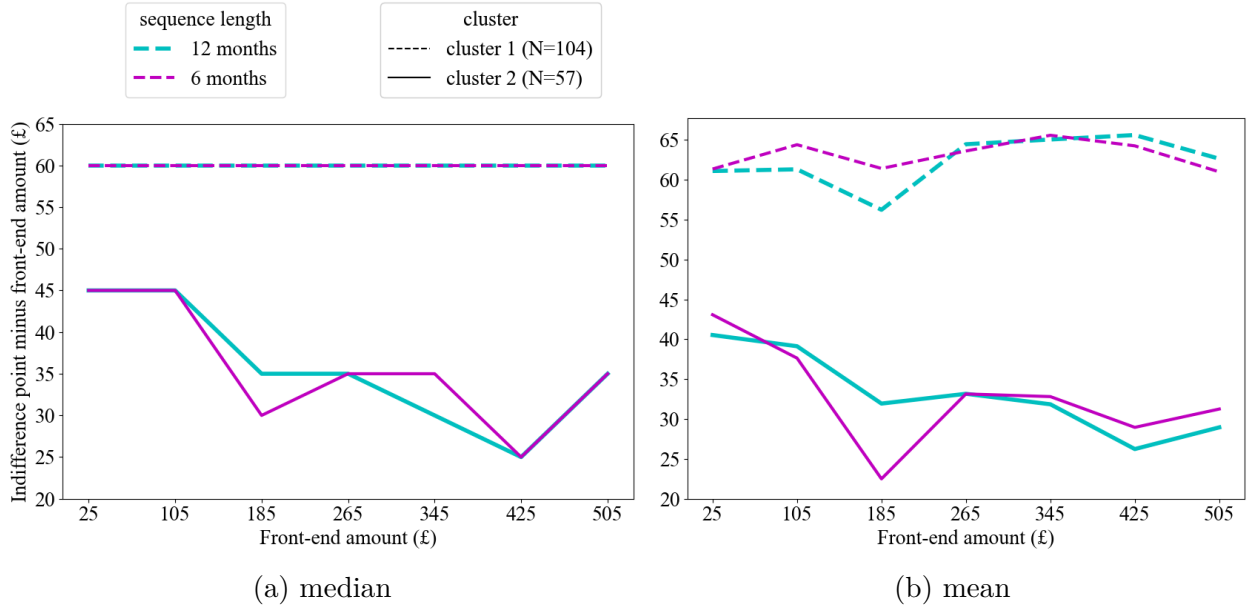 sequence length
12 months
6 months
cluster
cluster 1 (N=104)
cluster 2 (N=57)
Indifference point minus front-end amount (£)
65
60
55
50
45
40
35
30
25
20
25 105 185 265 345 425 505
Front-end amount (£)
(a) median
65
60
55
50
45
40
35
30
25
20
25 105 185 265 345 425 505
Front-end amount (£)
(b) mean